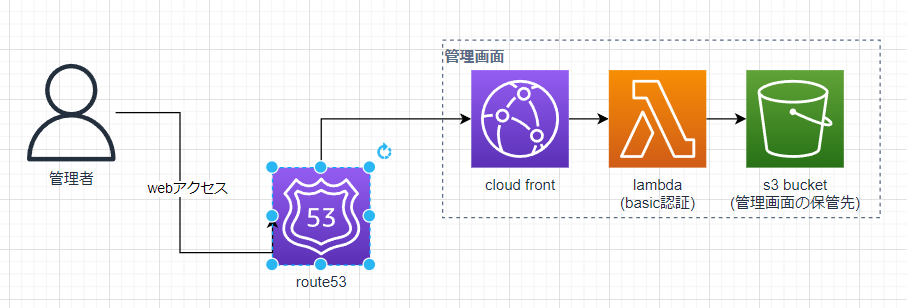 管理画面
管理者
webアクセス
53
route53
cloud front
lambda
(basic認証)
s3 bucket
(管理画面の保管先)